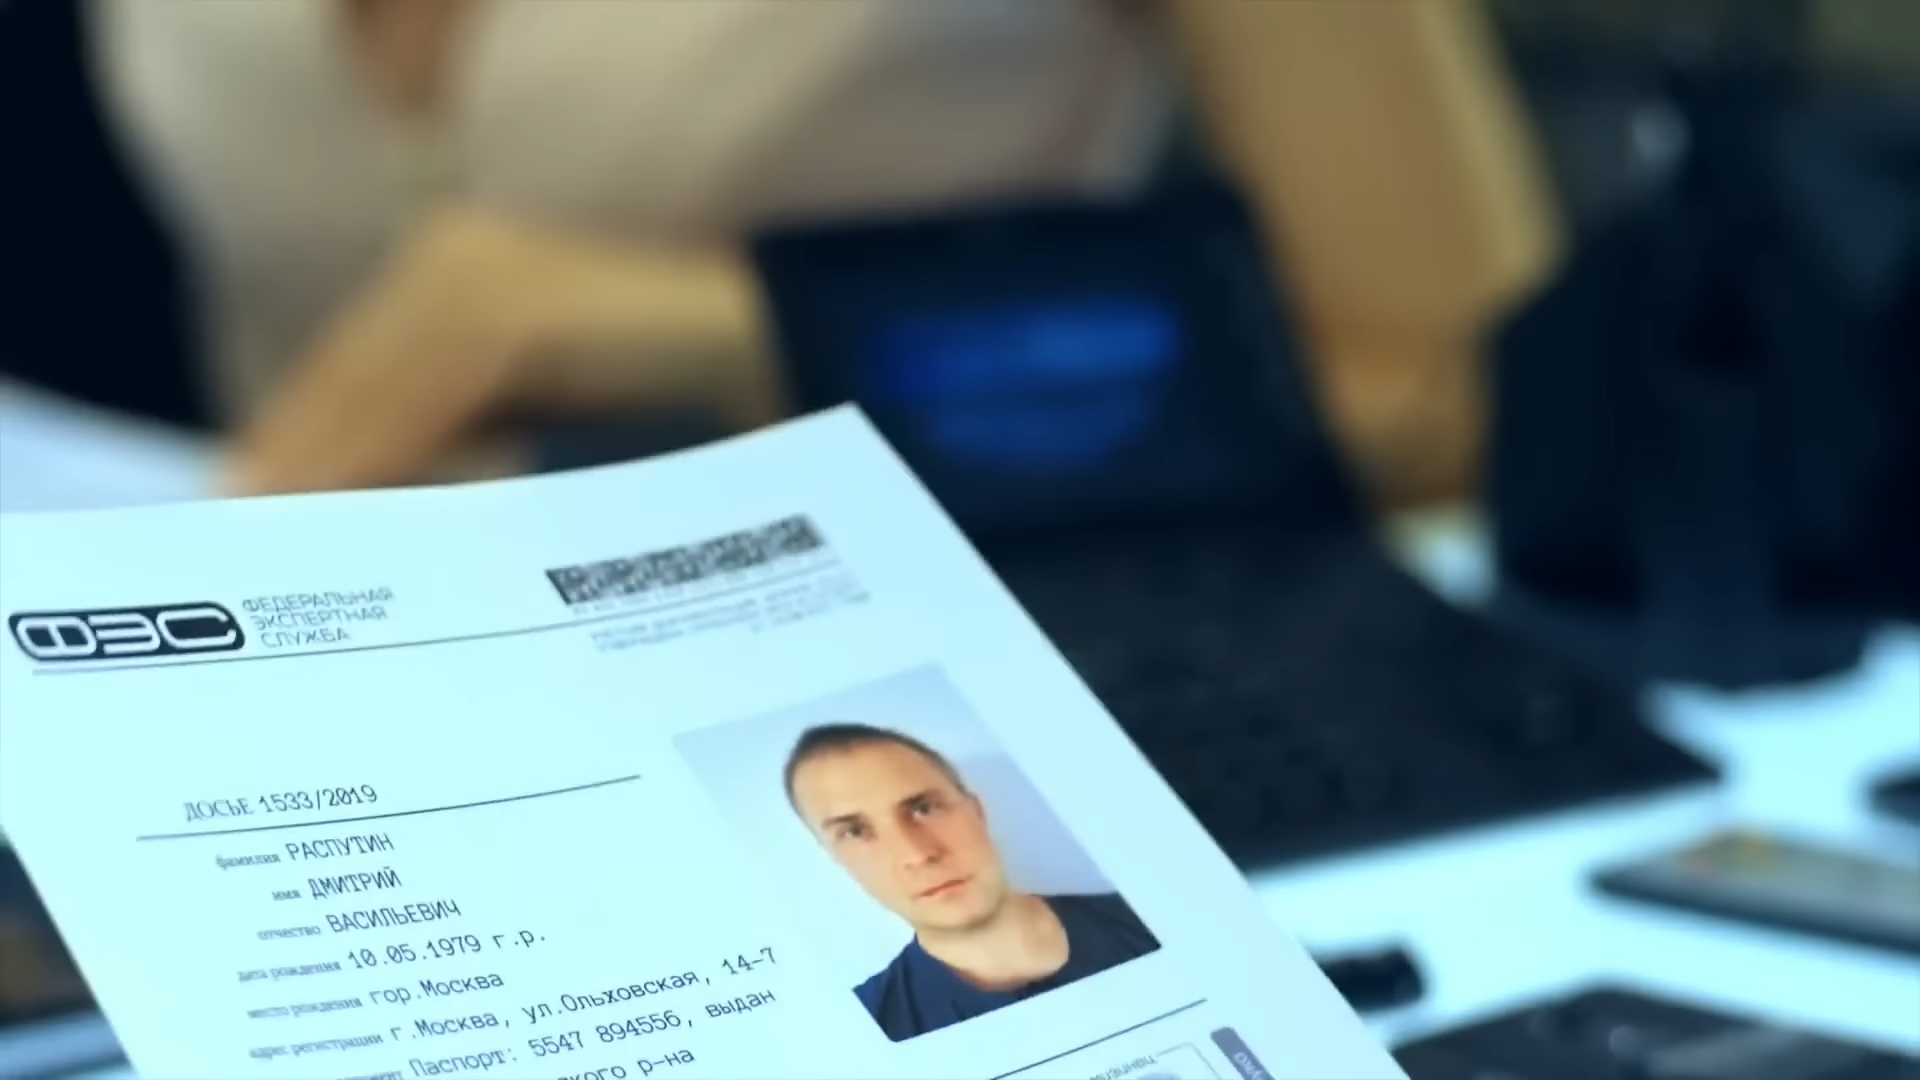 ФЭС
ФЕДЕРАЛЬНАЯ
ЭКСПЕРТНАЯ
СЛУЖБА
ДОСЬЕ 1533/2019
фамилия РАСПУТИН
имя ДМИТРИЙ
отчество ВАСИЛЬЕВИЧ
дата рождения 10.05.1979 г.р.
место рождения гор.Москва
адрес регистрации г.Москва, ул.Ольховская, 14-7
Паспорт: 5547 894556, выдан
р-на